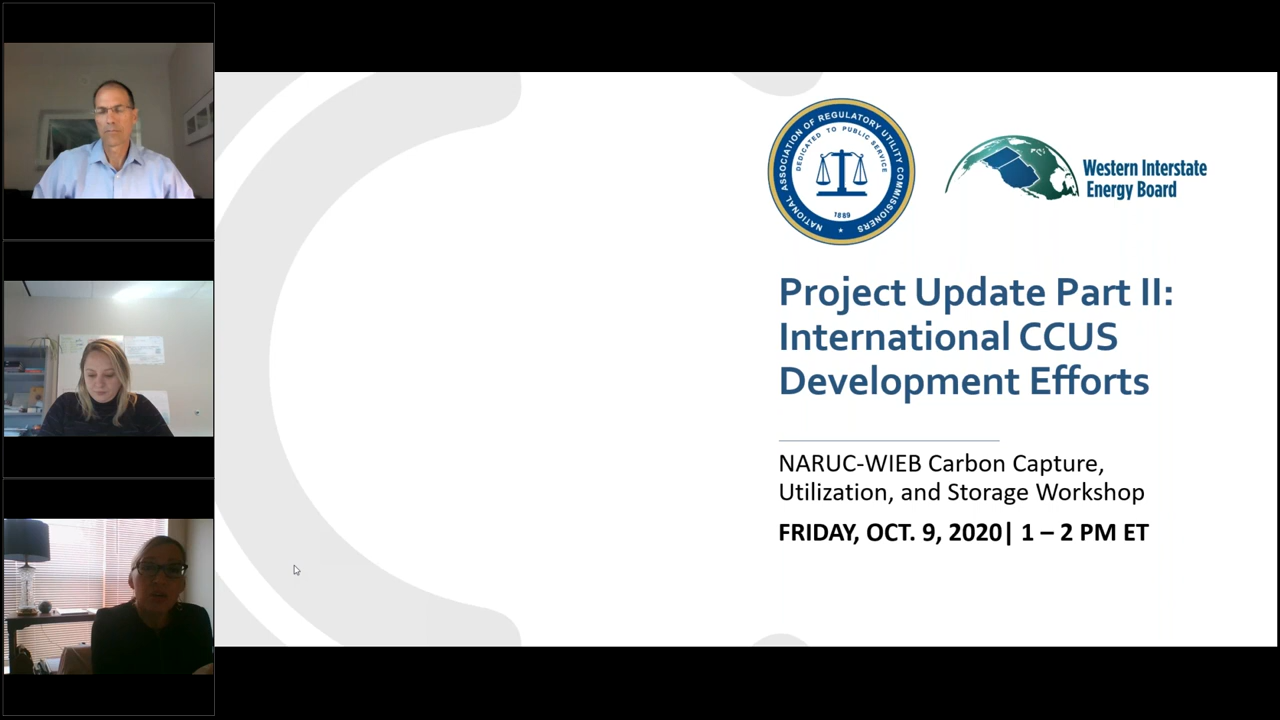 NATIONAL ASSOCIATION OF REGULATORY UTILITY COMMISSIONERS
DEDICATED TO PUBLIC SERVICE
1889
Western Interstate
Energy Board
Project Update Part II:
International CCUS
Development Efforts
NARUC-WIEB Carbon Capture,
Utilization, and Storage Workshop
FRIDAY, OCT. 9, 2020| 1 – 2 PM ET